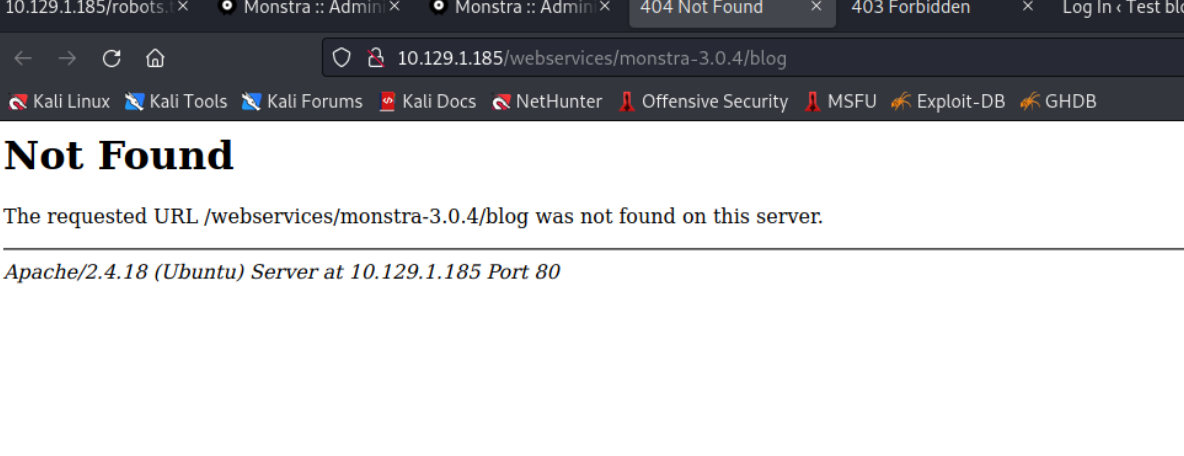 10.129.1.185/robots.t Monstra :: Admin Monstra :: Admin 404 Not Found 403 Forbidden Log In ‹ Test blo
10.129.1.185/webservices/monstra-3.0.4/blog
Kali Linux Kali Tools Kali Forums Kali Docs NetHunter Offensive Security MSFU Exploit-DB GHDB
Not Found
The requested URL /webservices/monstra-3.0.4/blog was not found on this server.
Apache/2.4.18 (Ubuntu) Server at 10.129.1.185 Port 80